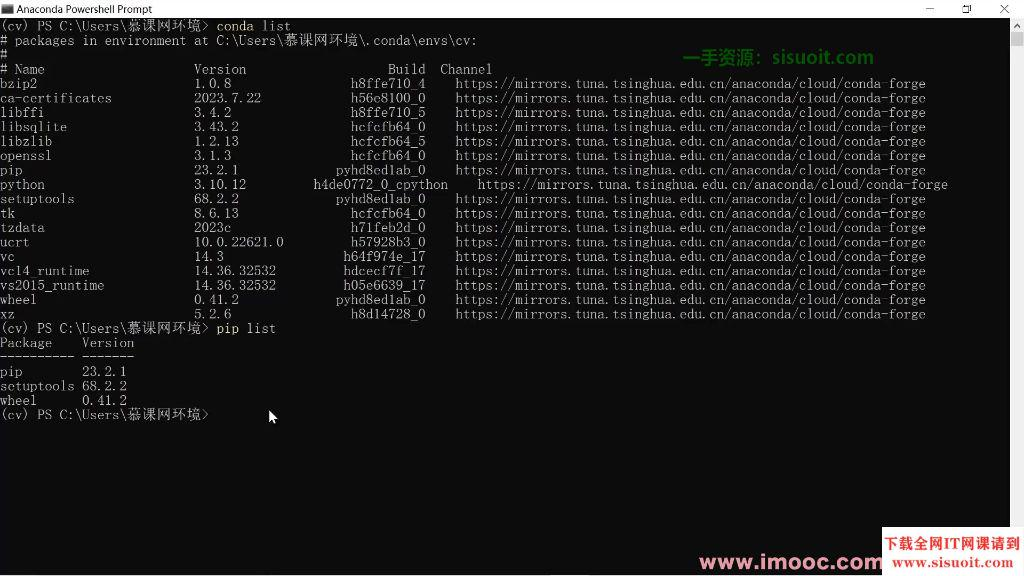 Anaconda Powershell Prompt
(cv) PS C:\Users\慕课网环境> conda list
# packages in environment at C:\Users\慕课网环境\.conda\envs\cv:
#
# Name Version Build Channel
bzip2 1.0.8 h8ffe710_4 https://mirrors.tuna.tsinghua.edu.cn/anaconda/cloud/conda-forge
ca-certificates 2023.7.22 h56e8100_0 https://mirrors.tuna.tsinghua.edu.cn/anaconda/cloud/conda-forge
libffi 3.4.2 h8ffe710_5 https://mirrors.tuna.tsinghua.edu.cn/anaconda/cloud/conda-forge
libsqlite 3.43.2 hcfcfb64_0 https://mirrors.tuna.tsinghua.edu.cn/anaconda/cloud/conda-forge
libzlib 1.2.13 hcfcfb64_5 https://mirrors.tuna.tsinghua.edu.cn/anaconda/cloud/conda-forge
openssl 3.1.3 hcfcfb64_0 https://mirrors.tuna.tsinghua.edu.cn/anaconda/cloud/conda-forge
pip 23.2.1 pyhd8ed1ab_0 https://mirrors.tuna.tsinghua.edu.cn/anaconda/cloud/conda-forge
python 3.10.12 h4de0772_0_cpython https://mirrors.tuna.tsinghua.edu.cn/anaconda/cloud/conda-forge
setuptools 68.2.2 pyhd8ed1ab_0 https://mirrors.tuna.tsinghua.edu.cn/anaconda/cloud/conda-forge
tk 8.6.13 hcfcfb64_0 https://mirrors.tuna.tsinghua.edu.cn/anaconda/cloud/conda-forge
tzdata 2023c h71feb2d_0 https://mirrors.tuna.tsinghua.edu.cn/anaconda/cloud/conda-forge
ucrt 10.0.22621.0 h57928b3_0 https://mirrors.tuna.tsinghua.edu.cn/anaconda/cloud/conda-forge
vc 14.3 h64f974e_17 https://mirrors.tuna.tsinghua.edu.cn/anaconda/cloud/conda-forge
vc14_runtime 14.36.32532 hdcecf7f_17 https://mirrors.tuna.tsinghua.edu.cn/anaconda/cloud/conda-forge
vs2015_runtime 14.36.32532 h05e6639_17 https://mirrors.tuna.tsinghua.edu.cn/anaconda/cloud/conda-forge
wheel 0.41.2 pyhd8ed1ab_0 https://mirrors.tuna.tsinghua.edu.cn/anaconda/cloud/conda-forge
xz 5.2.6 h8d14728_0 https://mirrors.tuna.tsinghua.edu.cn/anaconda/cloud/conda-forge
(cv) PS C:\Users\慕课网环境> pip list
Package Version
---------- -------
pip 23.2.1
setuptools 68.2.2
wheel 0.41.2
(cv) PS C:\Users\慕课网环境>
一手资源：sisuoit.com
www.imooc.com
下载全网IT网课请到
www.sisuoit.com